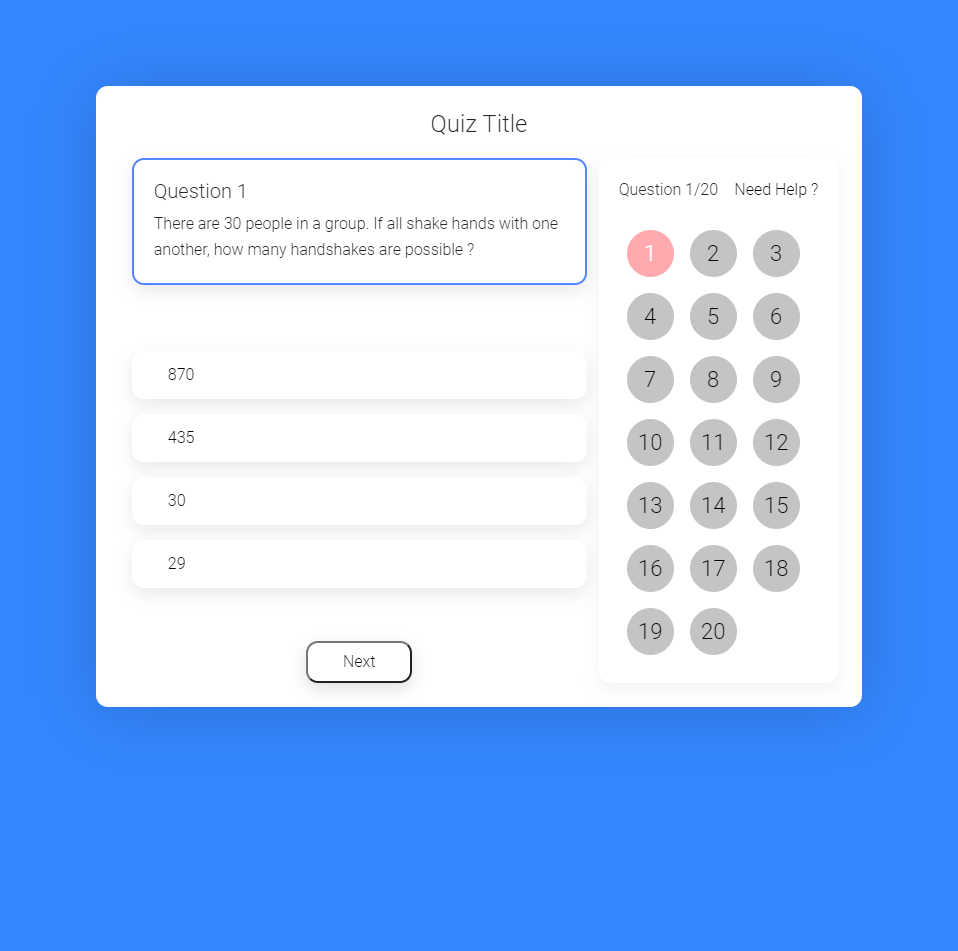 Quiz Title
Question 1
There are 30 people in a group. If all shake hands with one
another, how many handshakes are possible ?
870
435
30
29
Next
Question 1/20 Need Help ?
1 2 3
4 5 6
7 8 9
10 11 12
13 14 15
16 17 18
19 20